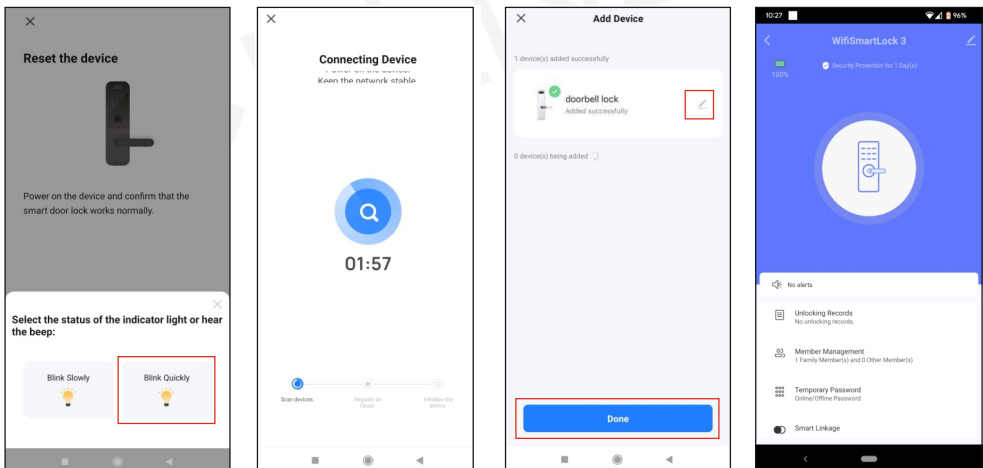 Reset the device
Power on the device and confirm that the
smart door lock works normally.
Select the status of the indicator light or hear
the beep:
Blink Slowly
Blink Quickly
Connecting Device
Power on the device.
Keep the network stable
01:57
Scan devices.
Register on
Cloud.
Initialize the
device.
Add Device
1 device(s) added successfully
doorbell lock
Added successfully
0 device(s) being added
Done
10:27
96%
WifiSmartLock 3
100%
Security Protection for 1 Day(s)
No alerts.
Unlocking Records
No unlocking records.
Member Management
1 Family Member(s) and 0 Other Member(s)
Temporary Password
Online/Offline Password
Smart Linkage